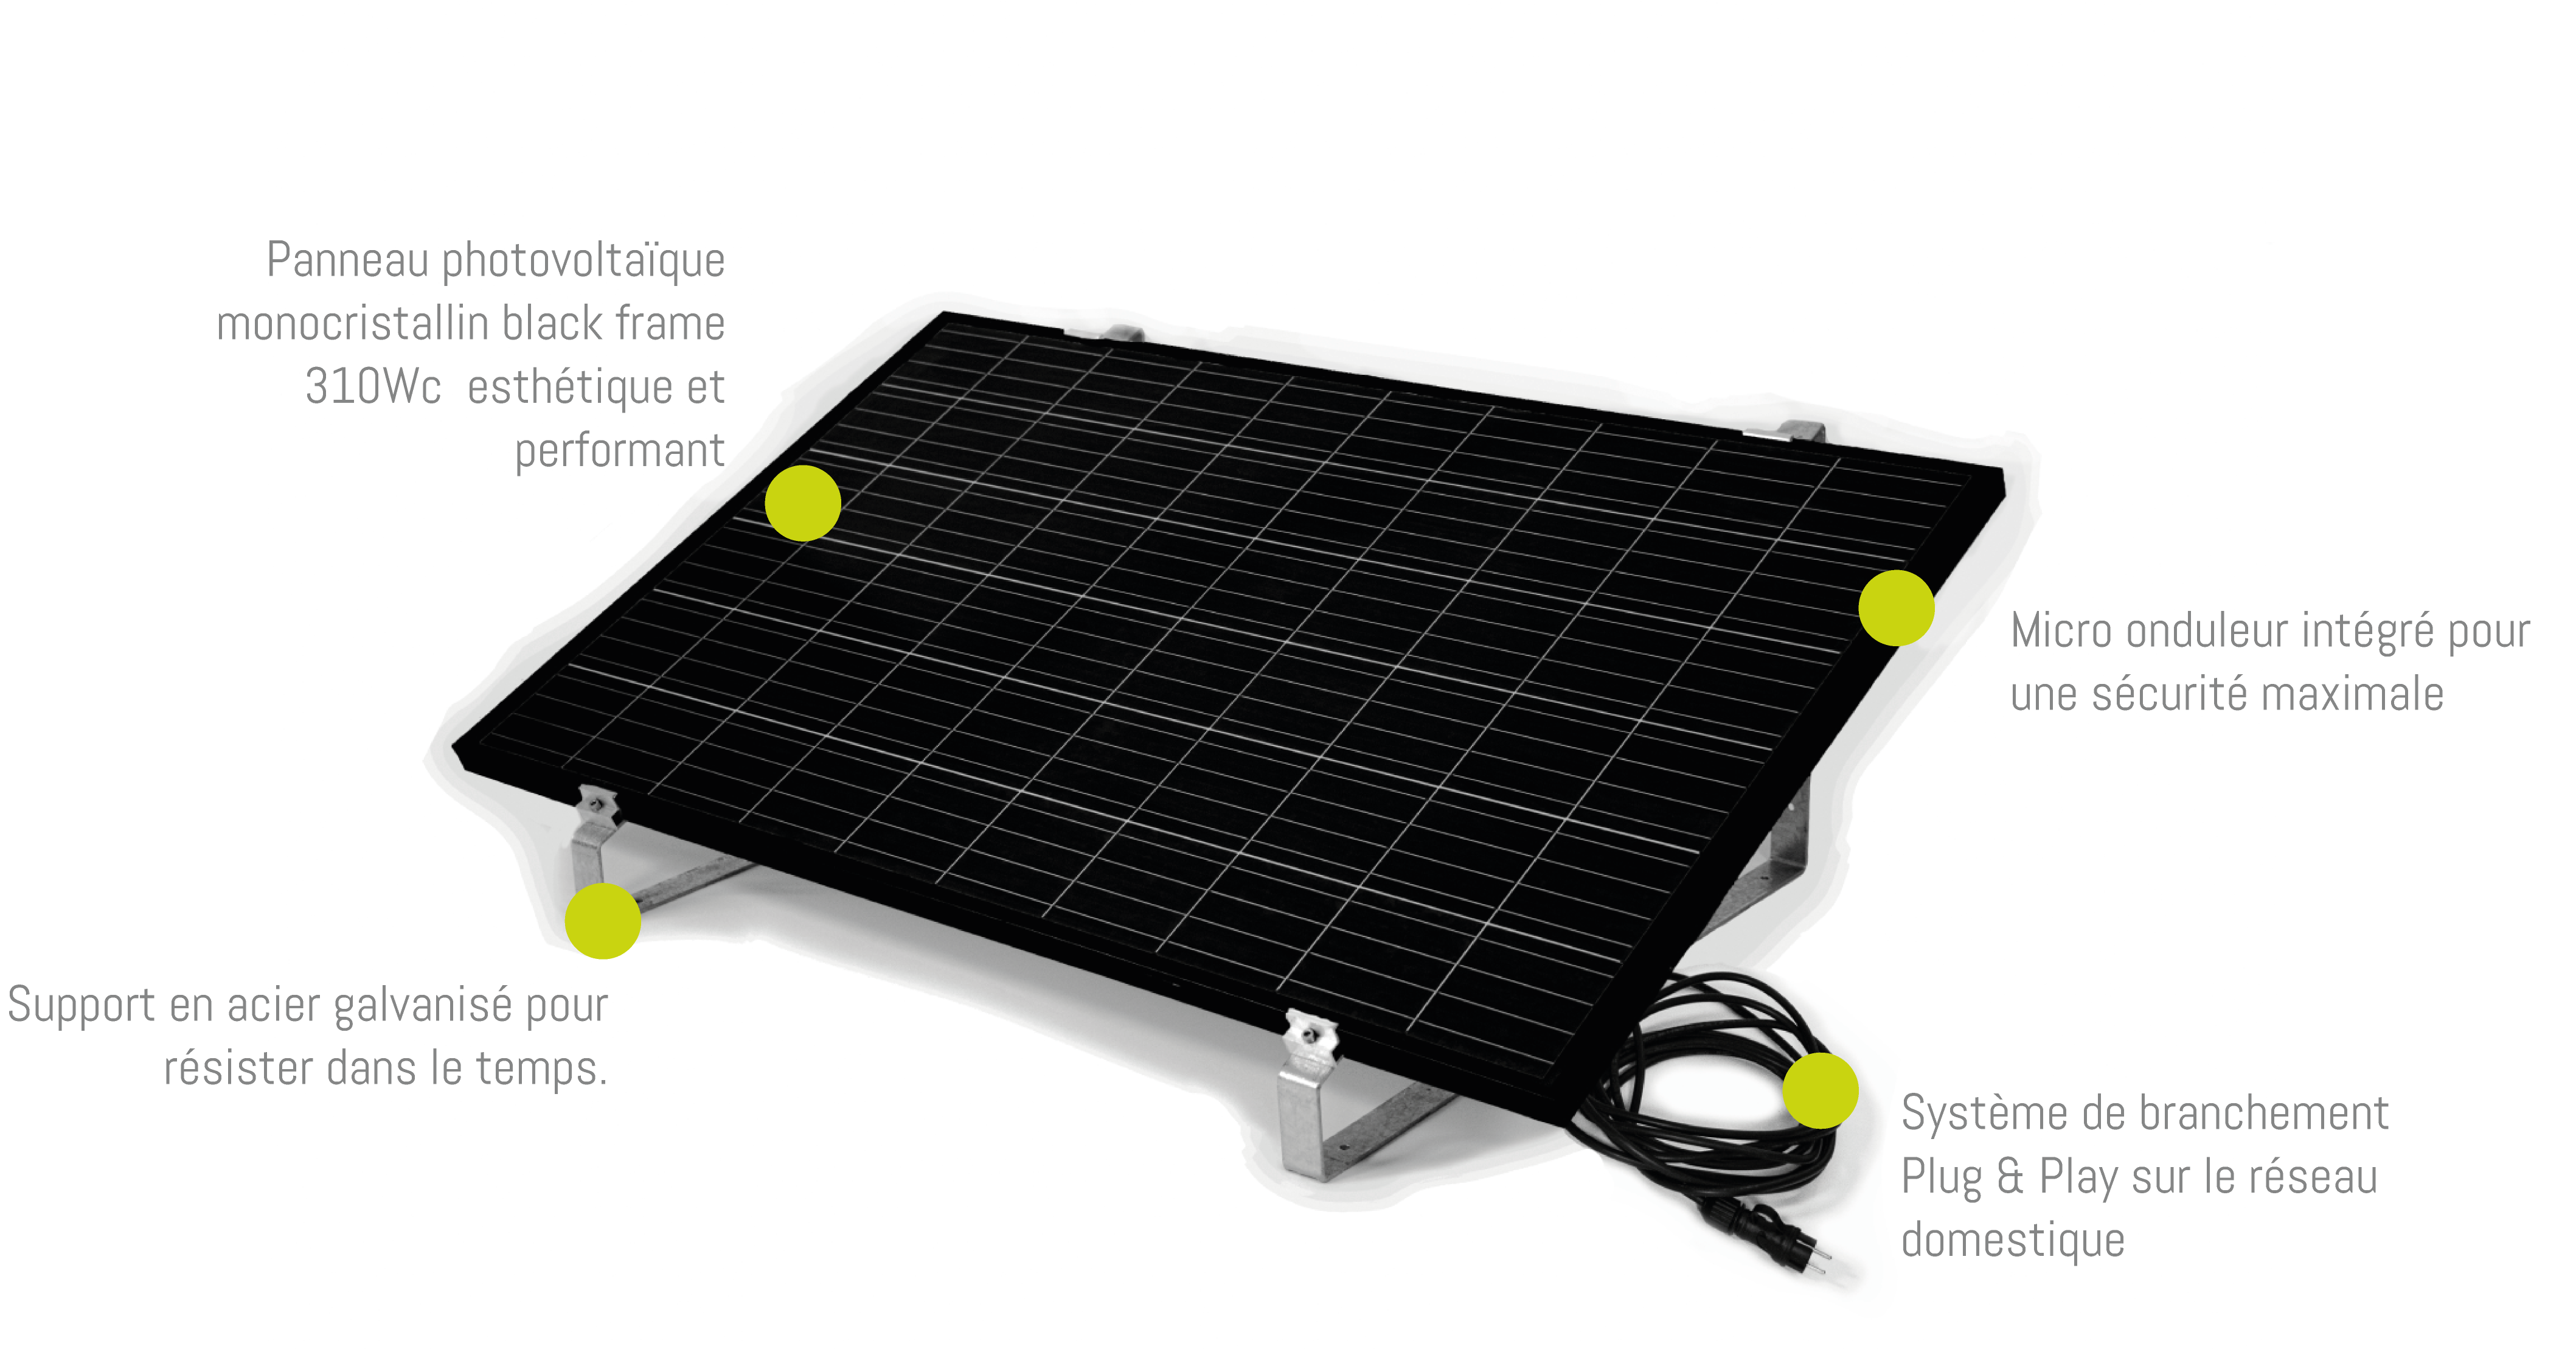 Panneau photovoltaïque
monocristallin black frame
310Wc  esthétique et
performant
Micro onduleur intégré pour
une sécurité maximale
Support en acier galvanisé pour
résister dans le temps.
Système de branchement
Plug & Play sur le réseau
domestique